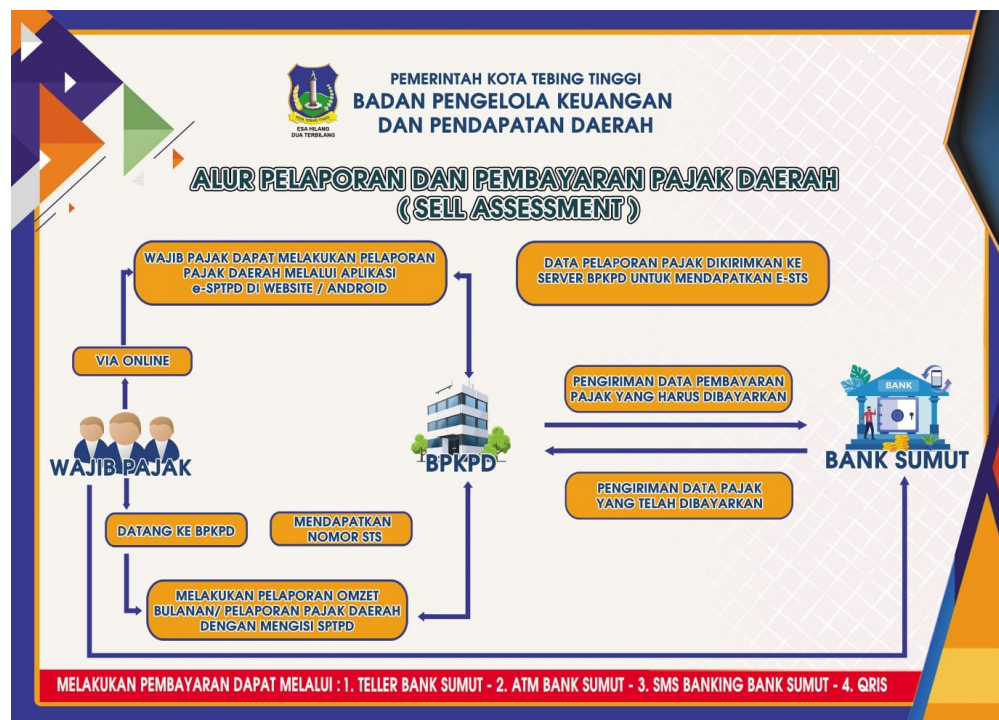 PEMERINTAH KOTA TEBING TINGGI
BADAN PENGELOLA KEUANGAN
DAN PENDAPATAN DAERAH
KOTA TEBING TINGGI
ESA HILANG
DUA TERBILANG
ALUR PELAPORAN DAN PEMBAYARAN PAJAK DAERAH
( SELL ASSESSMENT )
WAJIB PAJAK DAPAT MELAKUKAN PELAPORAN
PAJAK DAERAH MELALUI APLIKASI
e-SPTPD DI WEBSITE / ANDROID
DATA PELAPORAN PAJAK DIKIRIMKAN KE
SERVER BPKPD UNTUK MENDAPATKAN E-STS
VIA ONLINE
PENGIRIMAN DATA PEMBAYARAN
PAJAK YANG HARUS DIBAYARKAN
BANK
WAJIB PAJAK
BPKPD
BANK SUMUT
PENGIRIMAN DATA PAJAK
YANG TELAH DIBAYARKAN
DATANG KE BPKPD
MENDAPATKAN
NOMOR STS
MELAKUKAN PELAPORAN OMZET
BULANAN/ PELAPORAN PAJAK DAERAH
DENGAN MENGISI SPTPD
MELAKUKAN PEMBAYARAN DAPAT MELALUI : 1. TELLER BANK SUMUT - 2. ATM BANK SUMUT - 3. SMS BANKING BANK SUMUT - 4. QRIS